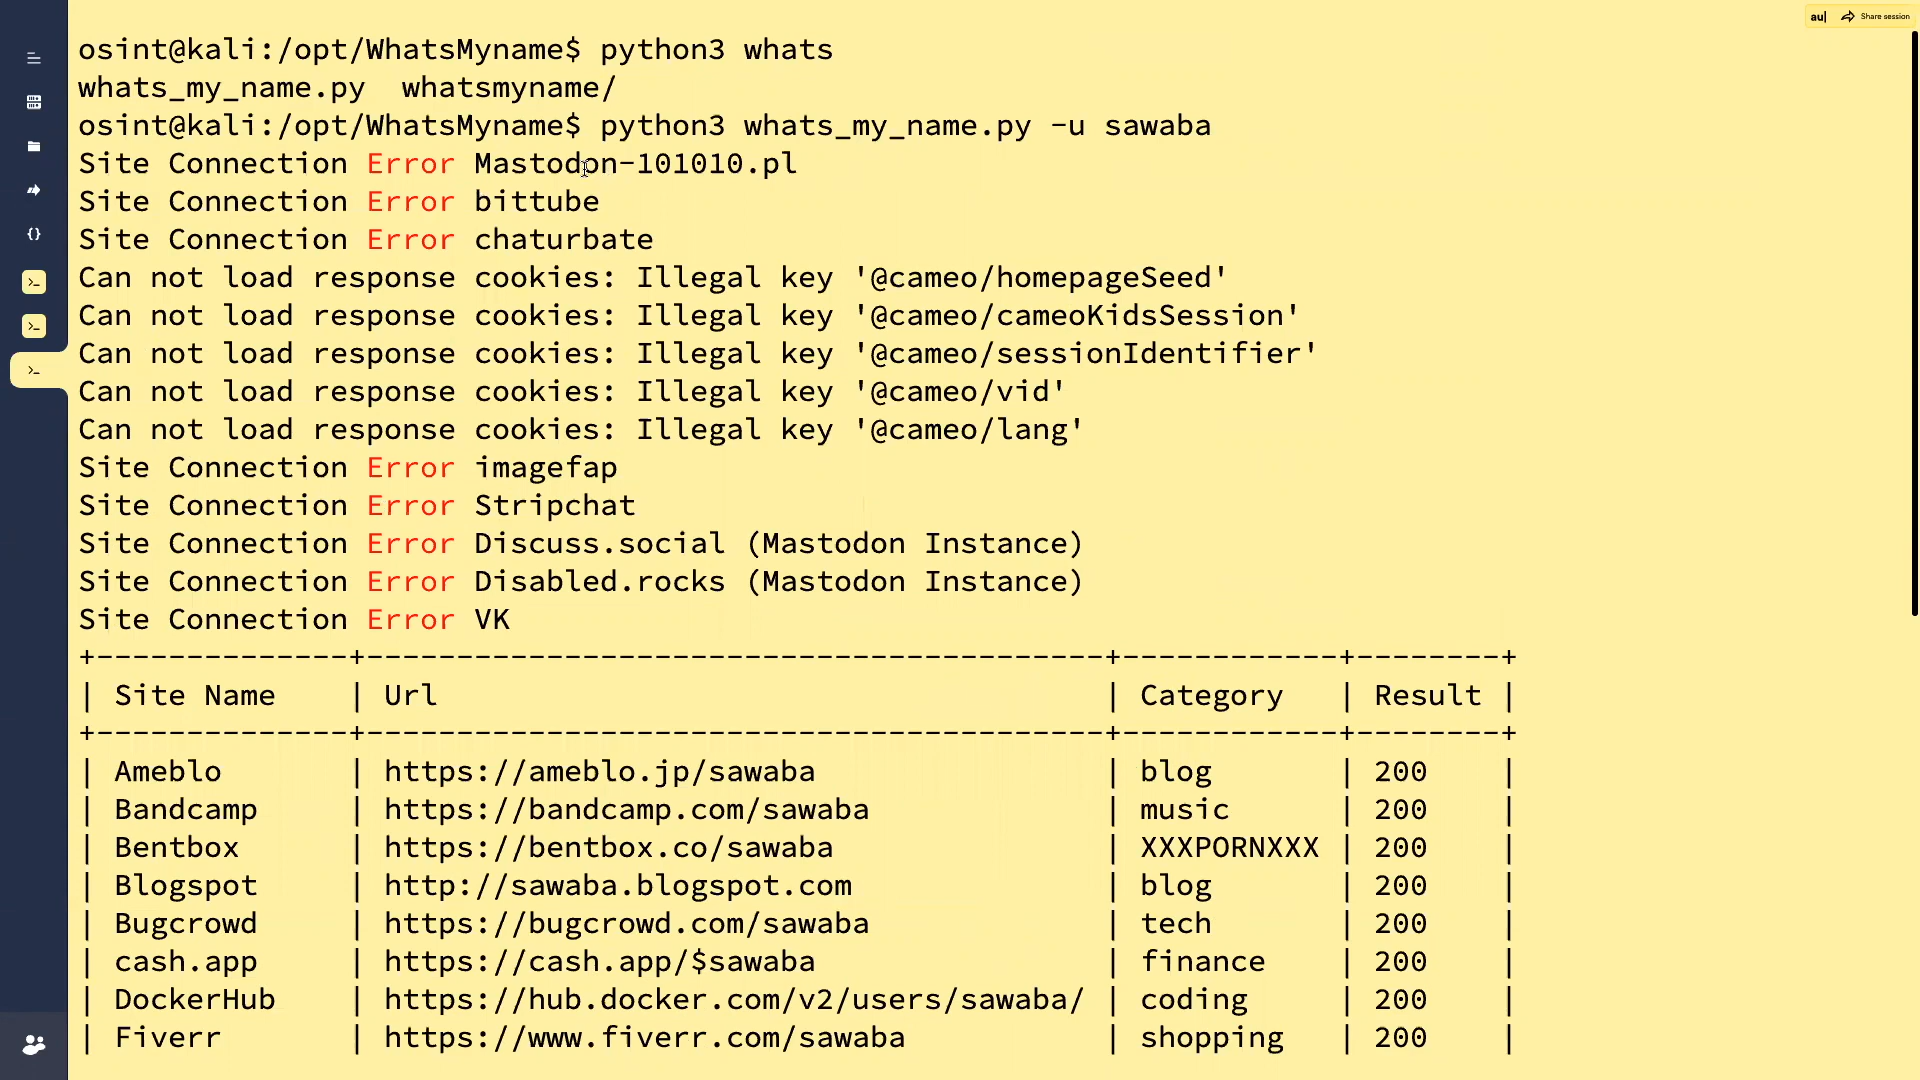 au| Share session
osint@kali:/opt/WhatsMyname$ python3 whats
whats_my_name.py  whatsmyname/
osint@kali:/opt/WhatsMyname$ python3 whats_my_name.py -u sawaba
Site Connection Error Mastodon-101010.pl
Site Connection Error bittube
Site Connection Error chaturbate
Can not load response cookies: Illegal key '@cameo/homepageSeed'
Can not load response cookies: Illegal key '@cameo/cameoKidsSession'
Can not load response cookies: Illegal key '@cameo/sessionIdentifier'
Can not load response cookies: Illegal key '@cameo/vid'
Can not load response cookies: Illegal key '@cameo/lang'
Site Connection Error imagefap
Site Connection Error Stripchat
Site Connection Error Discuss.social (Mastodon Instance)
Site Connection Error Disabled.rocks (Mastodon Instance)
Site Connection Error VK
+--------------+-----------------------------------------+------------+--------+
| Site Name    | Url                                     | Category   | Result |
+--------------+-----------------------------------------+------------+--------+
| Ameblo       | https://ameblo.jp/sawaba                | blog       | 200    |
| Bandcamp     | https://bandcamp.com/sawaba             | music      | 200    |
| Bentbox      | https://bentbox.co/sawaba               | XXXPORNXXX | 200    |
| Blogspot     | http://sawaba.blogspot.com              | blog       | 200    |
| Bugcrowd     | https://bugcrowd.com/sawaba             | tech       | 200    |
| cash.app     | https://cash.app/$sawaba                | finance    | 200    |
| DockerHub    | https://hub.docker.com/v2/users/sawaba/ | coding     | 200    |
| Fiverr       | https://www.fiverr.com/sawaba           | shopping   | 200    |